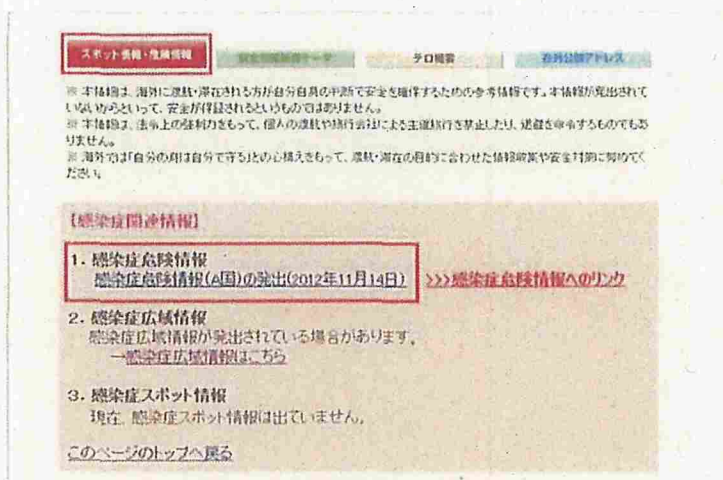 スポット情報・危険情報
テロ概要
在外公館アドレス
※ 本情報は、海外に渡航・滞在される方が自分自身の判断で安全を確保するための参考情報です。本情報が発出されて
いないからといって、安全が保証されるというものではありません。
※ 本情報は、法令上の強制力をもって、個人の渡航や旅行会社による主催旅行を禁止したり、退避を命令するものでもあ
りません。
※ 海外では「自分の身は自分で守る」との心構えをもって、渡航・滞在の目的に合わせた情報収集や安全対策に努めてく
ださい。
【感染症関連情報】
1. 感染症危険情報
感染症危険情報(A国)の発出(2012年11月14日) >>>感染症危険情報へのリンク
2. 感染症広域情報
感染症広域情報が発出されている場合があります。
→感染症広域情報はこちら
3. 感染症スポット情報
現在、感染症スポット情報は出ていません。
このページのトップへ戻る